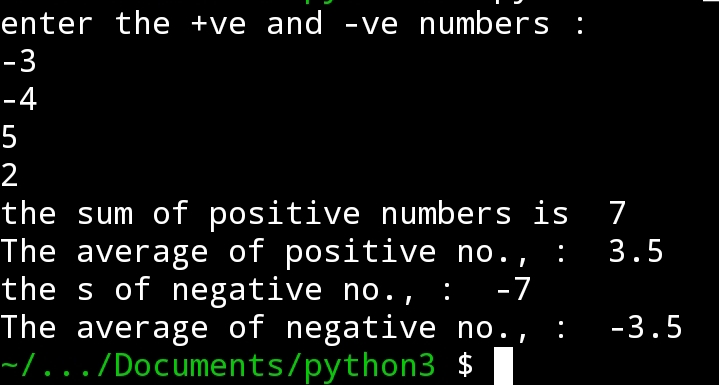 enter the +ve and -ve numbers :
-3
-4
5
2
the sum of positive numbers is  7
The average of positive no., :  3.5
the s of negative no., :  -7
The average of negative no., :  -3.5
~/.../Documents/python3 $